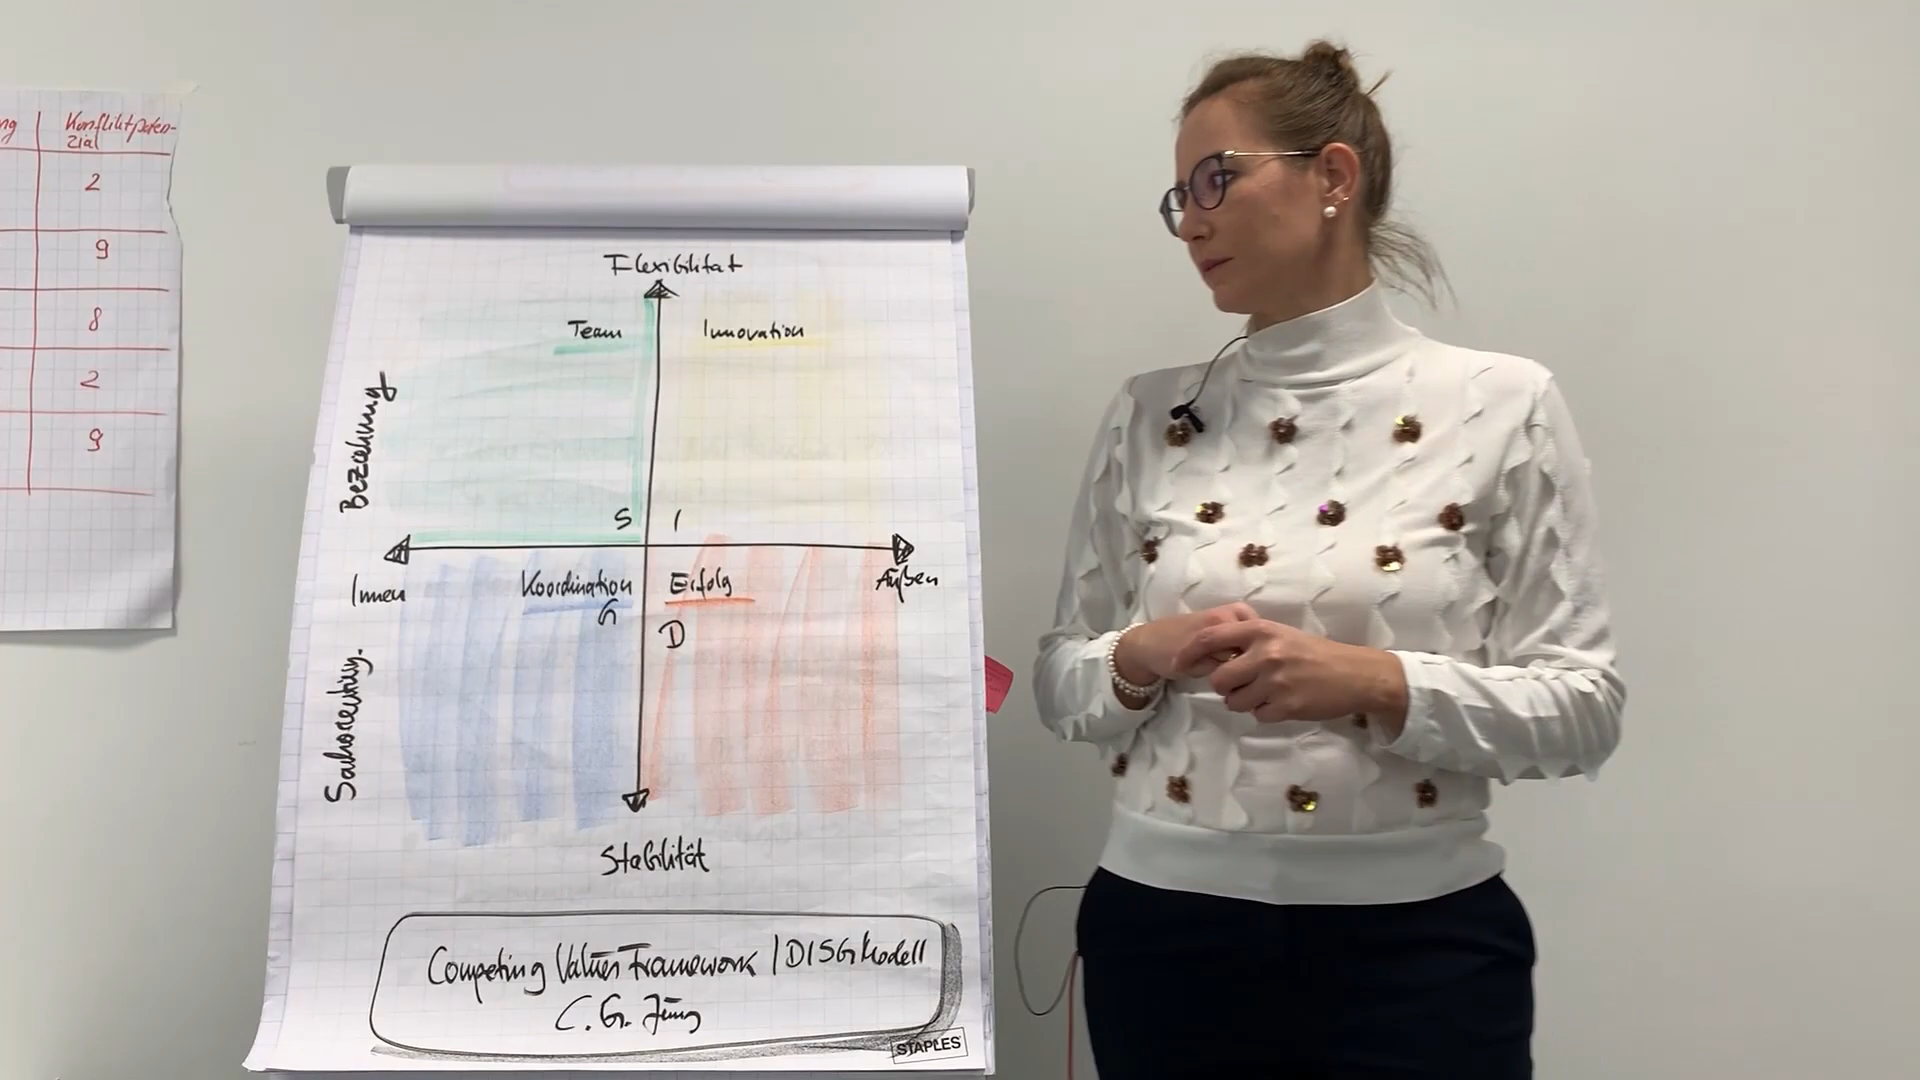 ng
Konfliktpoten-
zial
2
9
8
2
9
Flexibilität
Team
Innovation
Beziehung
S
I
Innen
Koordination
Erfolg
Außen
G
D
Stabilität
Competing Values Framework / DISG Modell
C. G. Jung
STAPLES